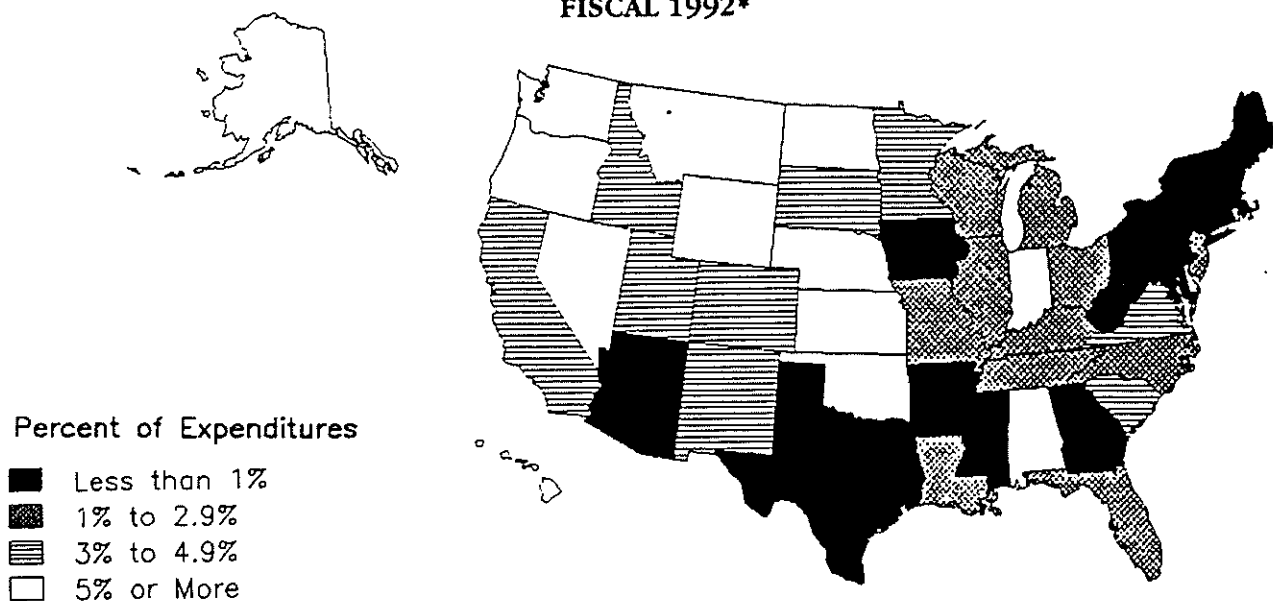 FISCAL 1992*
Percent of Expenditures
Less than 1%
1% to 2.9%
3% to 4.9%
5% or More